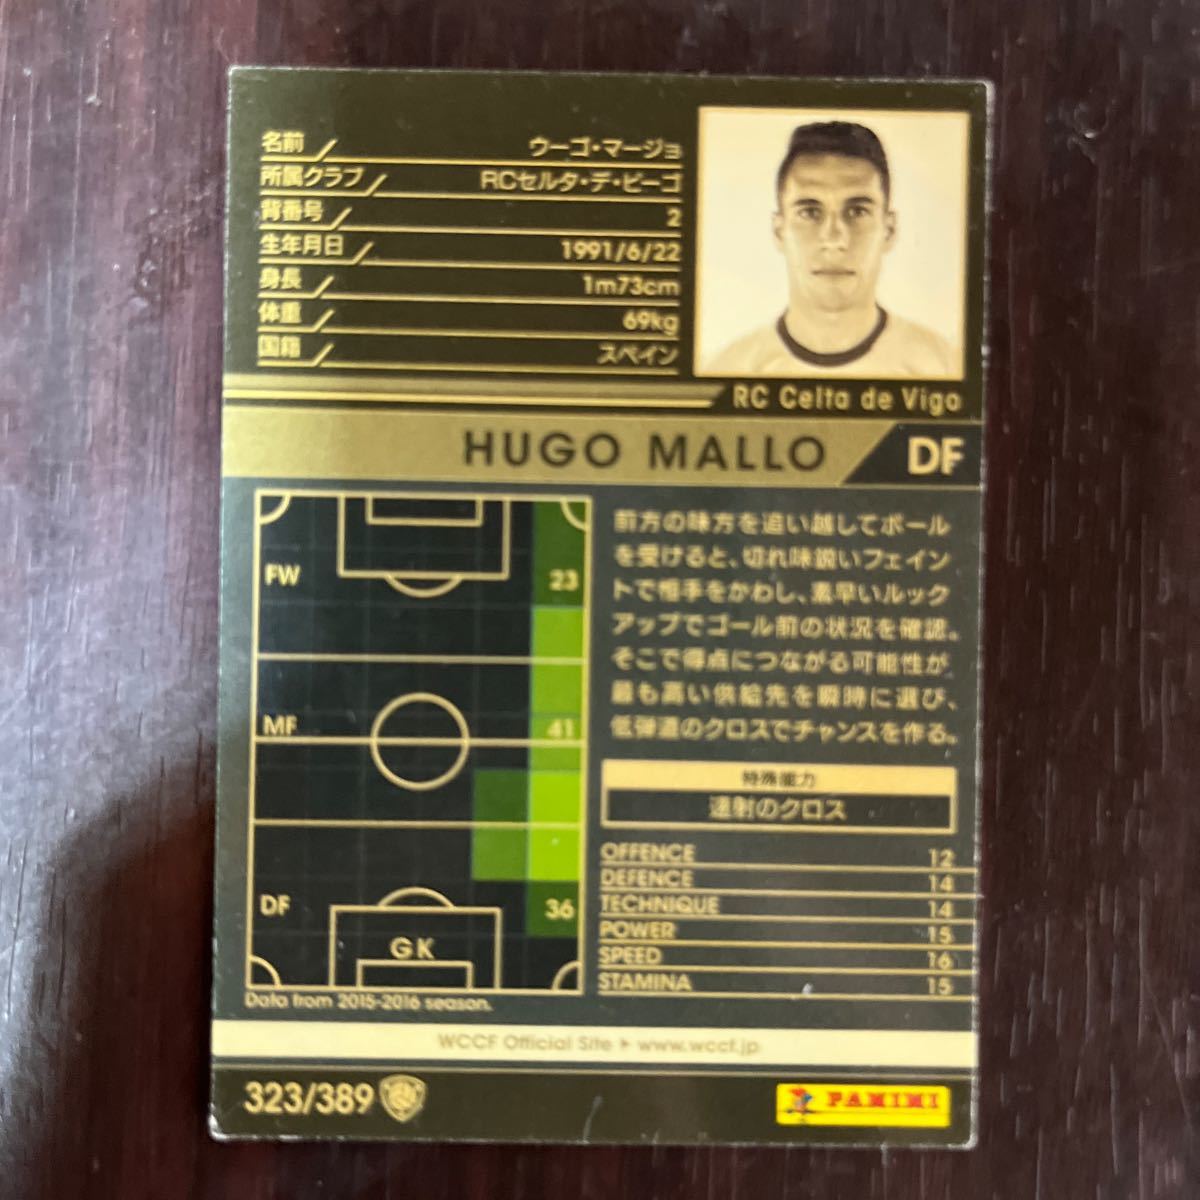 名前 ウーゴ・マージョ
所属クラブ RCセルタ・デ・ビーゴ
背番号 2
生年月日 1991/6/22
身長 1m73cm
体重 69kg
国籍 スペイン
RC Celta de Vigo
HUGO MALLO DF
前方の味方を追い越してボール
を受けると、切れ味鋭いフェイン
トで相手をかわし、素早いルック
アップでゴール前の状況を確認。
そこで得点につながる可能性が
最も高い供給先を瞬時に選び、
低弾道のクロスでチャンスを作る。
FW 23
MF 41
DF 36
GK
Data from 2015-2016 season.
特殊能力
速射のクロス
OFFENCE 12
DEFENCE 14
TECHNIQUE 14
POWER 15
SPEED 16
STAMINA 15
WCCF Official Site ▶ www.wccf.jp
323/389
PANINI